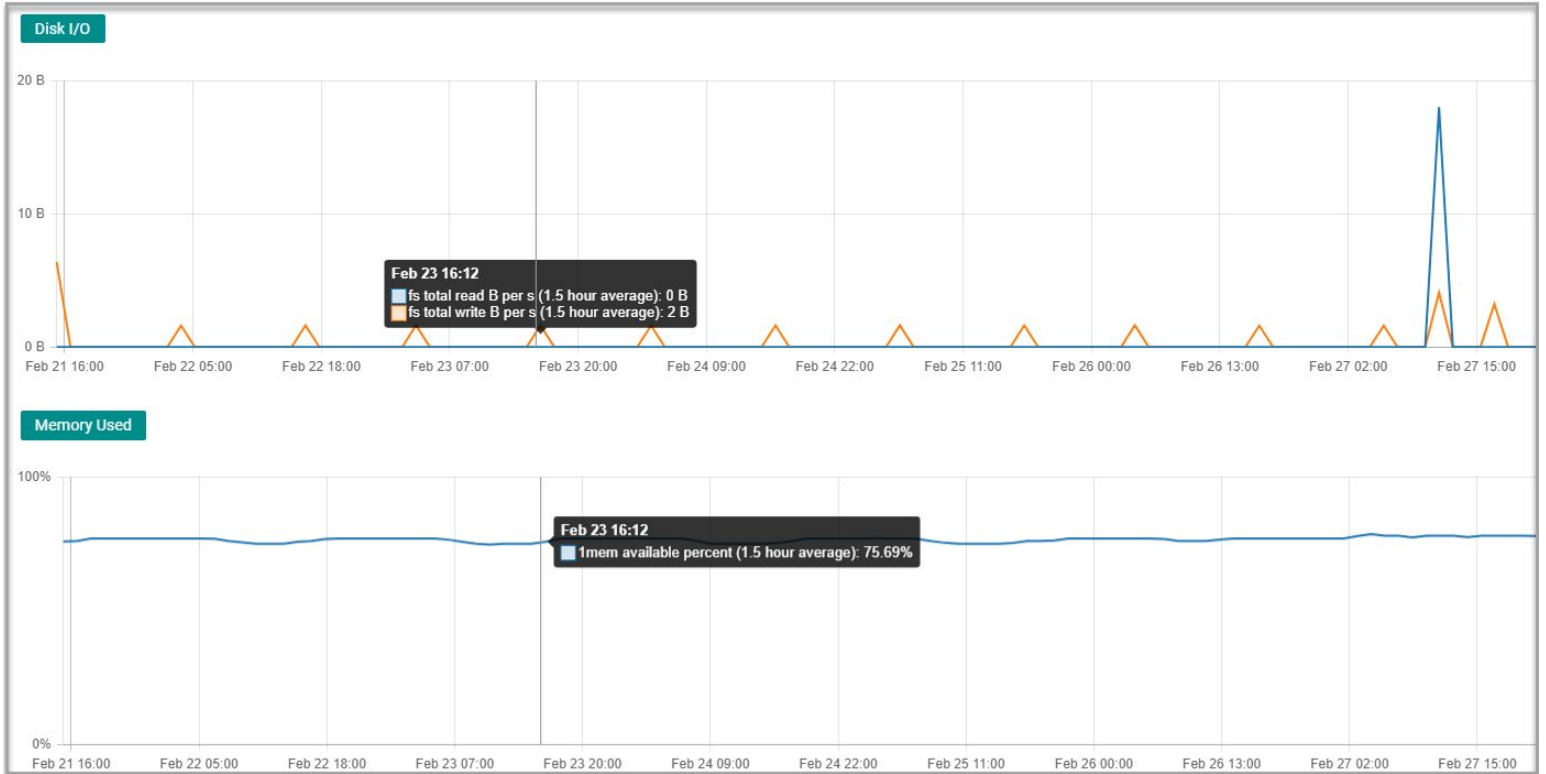 Disk I/O
20 B
10 B
Feb 23 16:12
fs total read B per s (1.5 hour average): 0 B
fs total write B per s (1.5 hour average): 2 B
0 B
Feb 21 16:00 Feb 22 05:00 Feb 22 18:00 Feb 23 07:00 Feb 23 20:00 Feb 24 09:00 Feb 24 22:00 Feb 25 11:00 Feb 26 00:00 Feb 26 13:00 Feb 27 02:00 Feb 27 15:00
Memory Used
100%
Feb 23 16:12
1mem available percent (1.5 hour average): 75.69%
0%
Feb 21 16:00 Feb 22 05:00 Feb 22 18:00 Feb 23 07:00 Feb 23 20:00 Feb 24 09:00 Feb 24 22:00 Feb 25 11:00 Feb 26 00:00 Feb 26 13:00 Feb 27 02:00 Feb 27 15:00